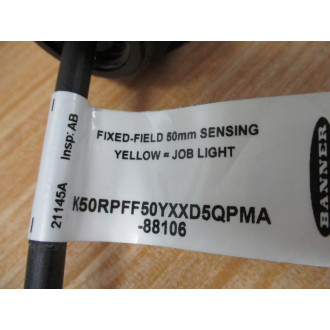 FIXED-FIELD 50mm SENSING
YELLOW = JOB LIGHT
K50RPFF50YXXD5QPMA
-88106
21145A Insp: AB
BANNER